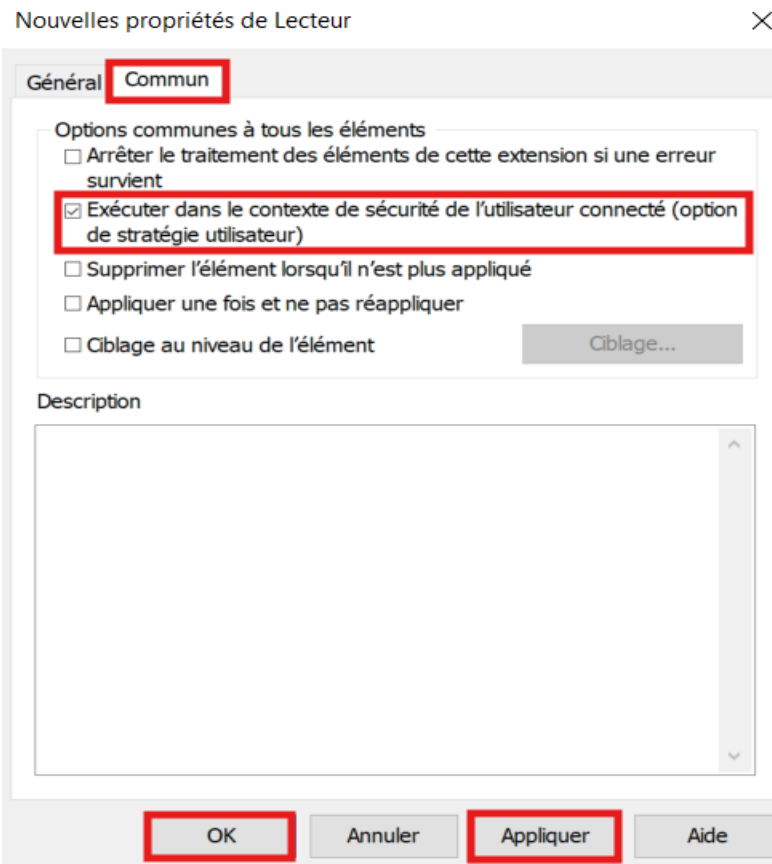 Nouvelles propriétés de Lecteur
Général Commun
Options communes à tous les éléments
Arrêter le traitement des éléments de cette extension si une erreur
survient
Exécuter dans le contexte de sécurité de l'utilisateur connecté (option
de stratégie utilisateur)
Supprimer l'élément lorsqu'il n'est plus appliqué
Appliquer une fois et ne pas réappliquer
Ciblage au niveau de l'élément Ciblage...
Description
OK Annuler Appliquer Aide